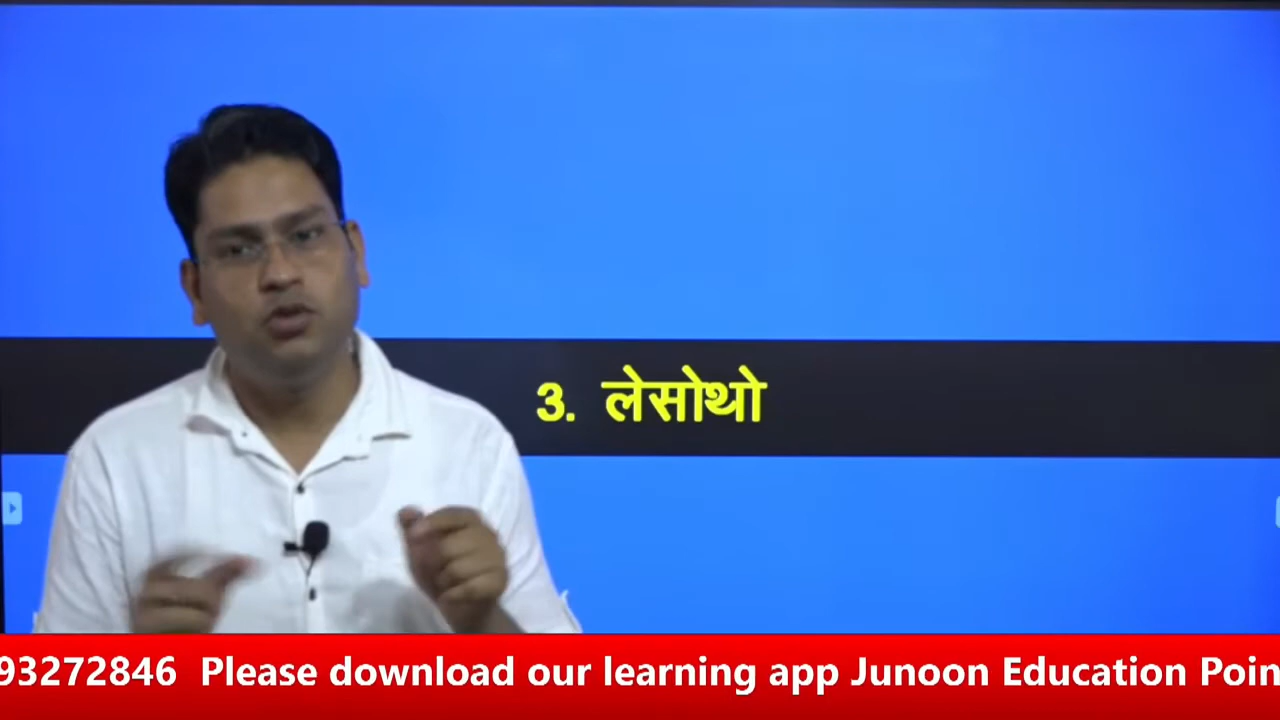 3. लेसोथो
93272846 Please download our learning app Junoon Education Poin